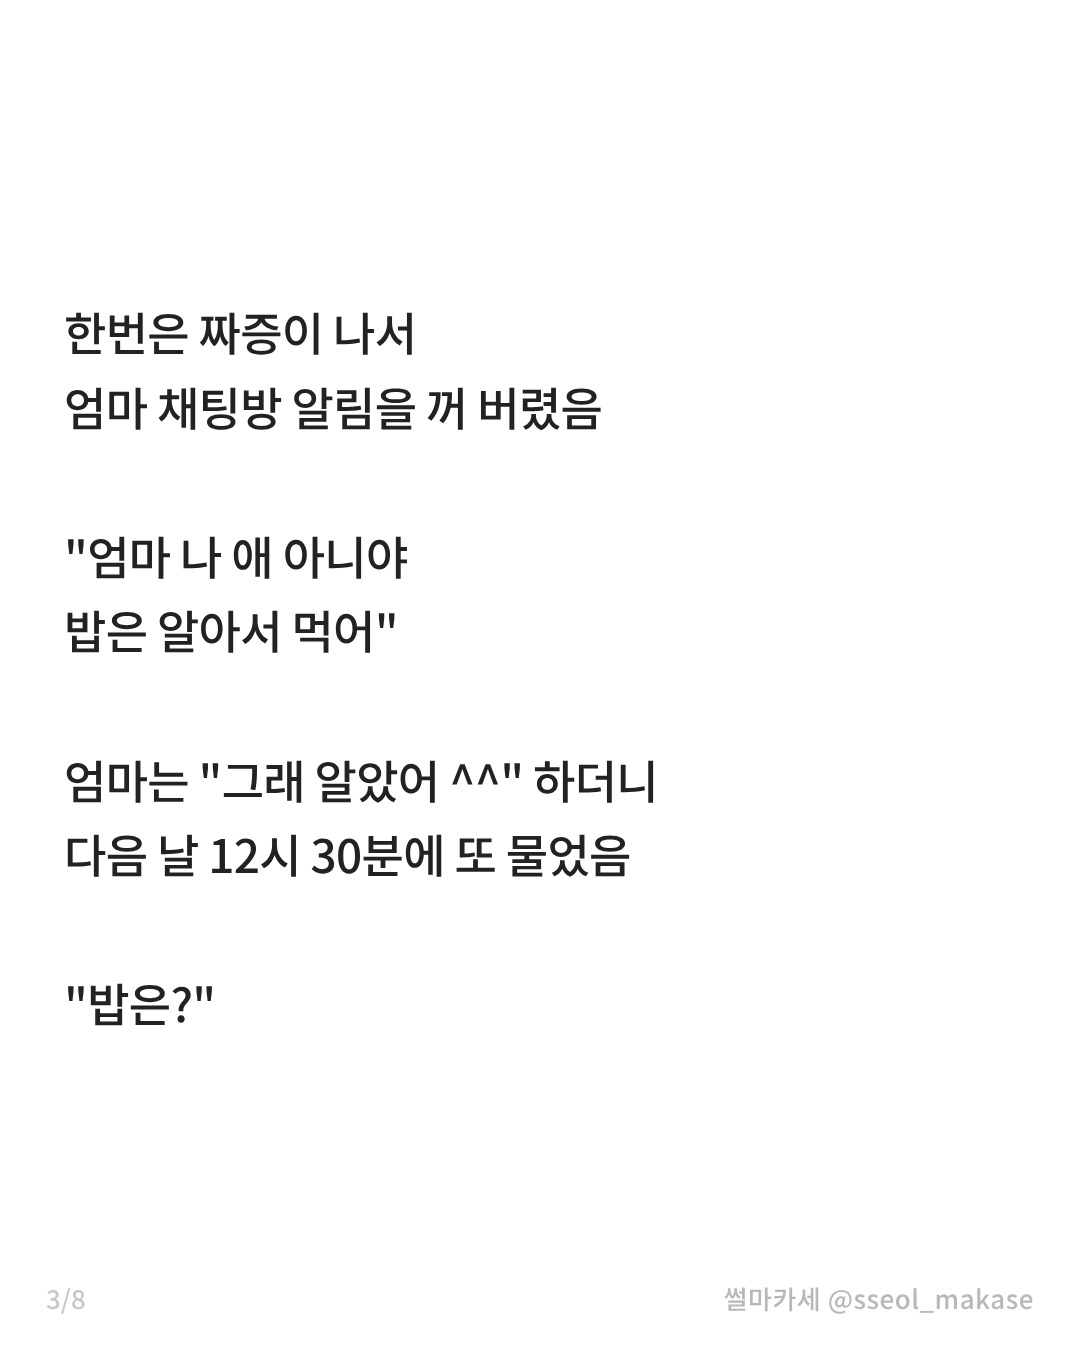 한번은 짜증이 나서
엄마 채팅방 알림을 꺼 버렸음
"엄마 나 애 아니야
밥은 알아서 먹어"
엄마는 "그래 알았어 ^^" 하더니
다음 날 12시 30분에 또 물었음
"밥은?"
3/8
썰마카세 @sseol_makase